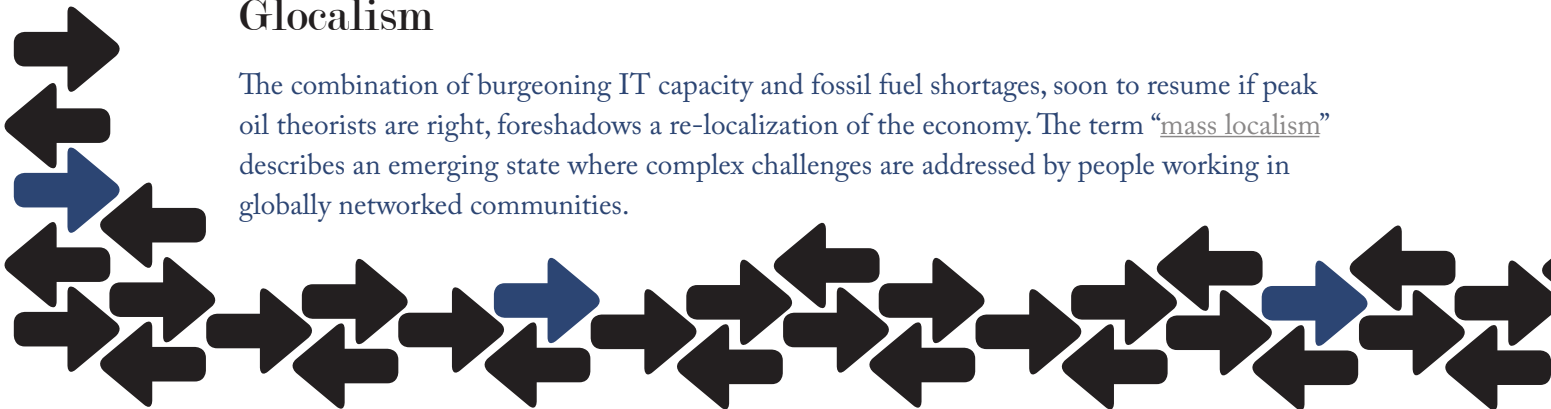 Glocalism
The combination of burgeoning IT capacity and fossil fuel shortages, soon to resume if peak
oil theorists are right, foreshadows a re-localization of the economy. The term “mass localism”
describes an emerging state where complex challenges are addressed by people working in
globally networked communities.